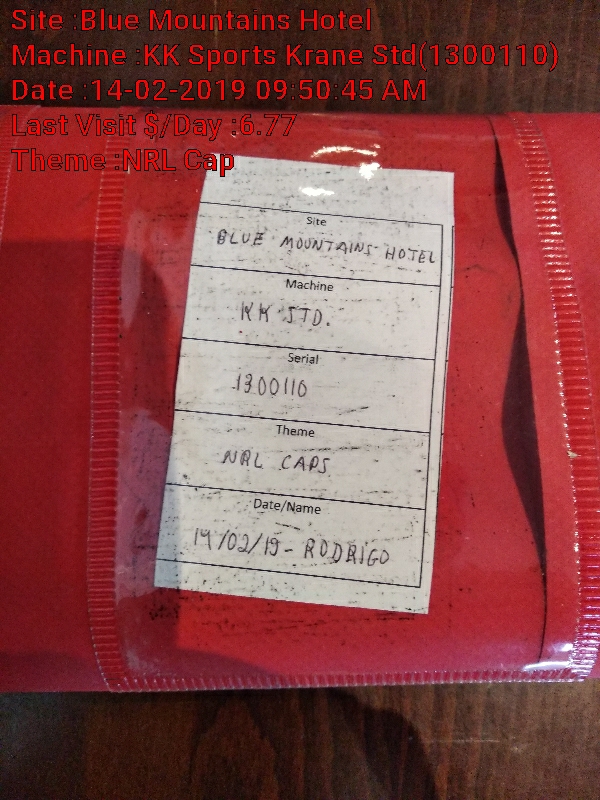 Site :Blue Mountains Hotel
Machine :KK Sports Krane Std(1300110)
Date :14-02-2019 09:50:45 AM
Last Visit $/Day :6.77
Theme :NRL Cap
Site
BLUE MOUNTAINS HOTEL
Machine
KK STD.
Serial
1300110
Theme
NRL CAPS
Date/Name
14/02/19- RODRIGO